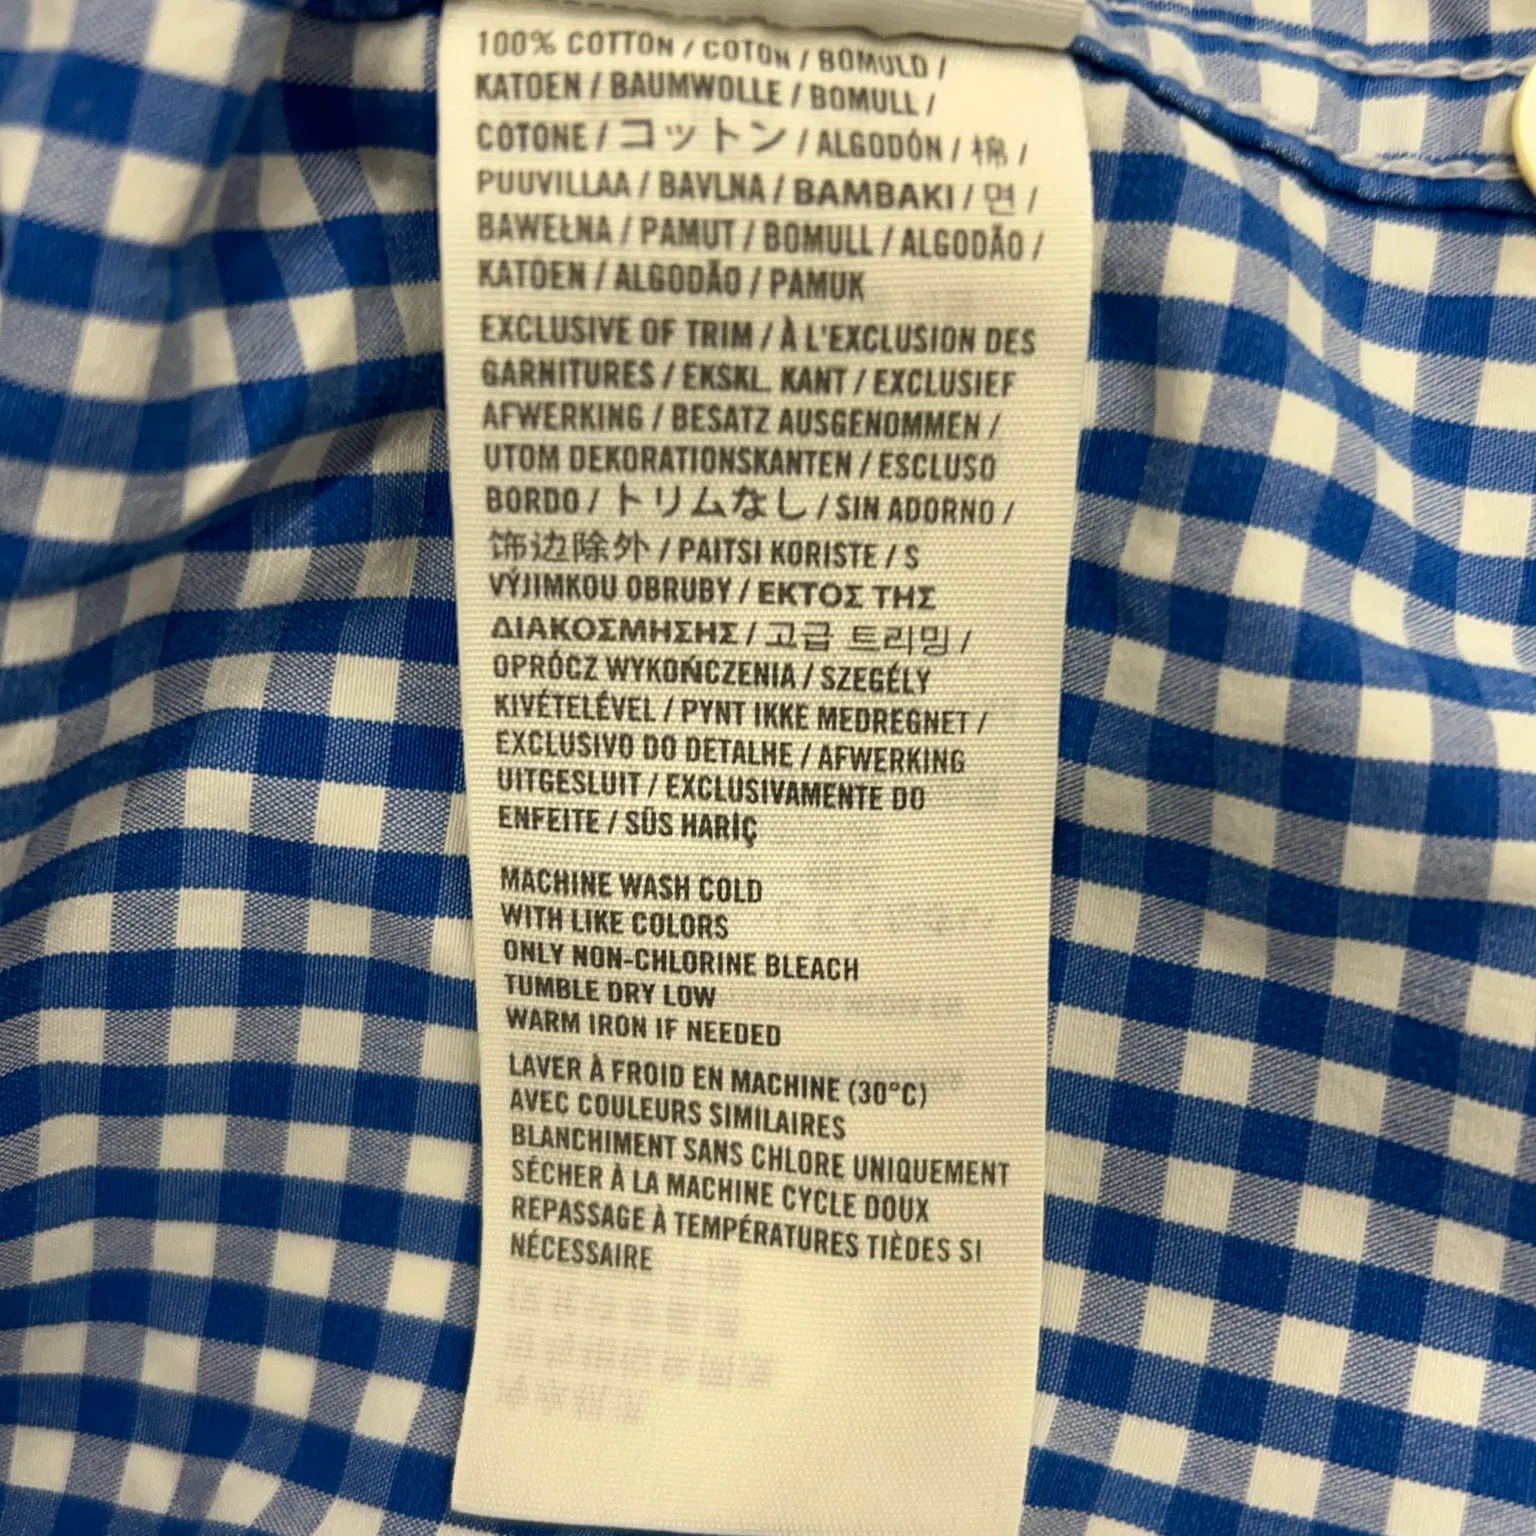 100% COTTON / COTON / BOMULD /
KATOEN / BAUMWOLLE / BOMULL /
COTONE / コットン / ALGODÓN / 棉 /
PUUVILLAA / BAVLNA / BAMBAKI / 면 /
BAWEŁNA / PAMUT / BOMULL / ALGODÃO /
KATOEN / ALGODÃO / PAMUK
EXCLUSIVE OF TRIM / À L'EXCLUSION DES
GARNITURES / EKSKL. KANT / EXCLUSIEF
AFWERKING / BESATZ AUSGENOMMEN /
UTOM DEKORATIONSKANTEN / ESCLUSO
BORDO / トリムなし / SIN ADORNO /
饰边除外 / PAITSI KORISTE / S
VÝJIMKOU OBRUBY / ΕΚΤΟΣ ΤΗΣ
ΔΙΑΚΟΣΜΗΣΗΣ / 고급 트리밍 /
OPRÓCZ WYKOŃCZENIA / SZEGÉLY
KIVÉTELÉVEL / PYNT IKKE MEDREGNET /
EXCLUSIVO DO DETALHE / AFWERKING
UITGESLUIT / EXCLUSIVAMENTE DO
ENFEITE / SÜS HARİÇ
MACHINE WASH COLD
WITH LIKE COLORS
ONLY NON-CHLORINE BLEACH
TUMBLE DRY LOW
WARM IRON IF NEEDED
LAVER À FROID EN MACHINE (30°C)
AVEC COULEURS SIMILAIRES
BLANCHIMENT SANS CHLORE UNIQUEMENT
SÉCHER À LA MACHINE CYCLE DOUX
REPASSAGE À TEMPÉRATURES TIÈDES SI
NÉCESSAIRE